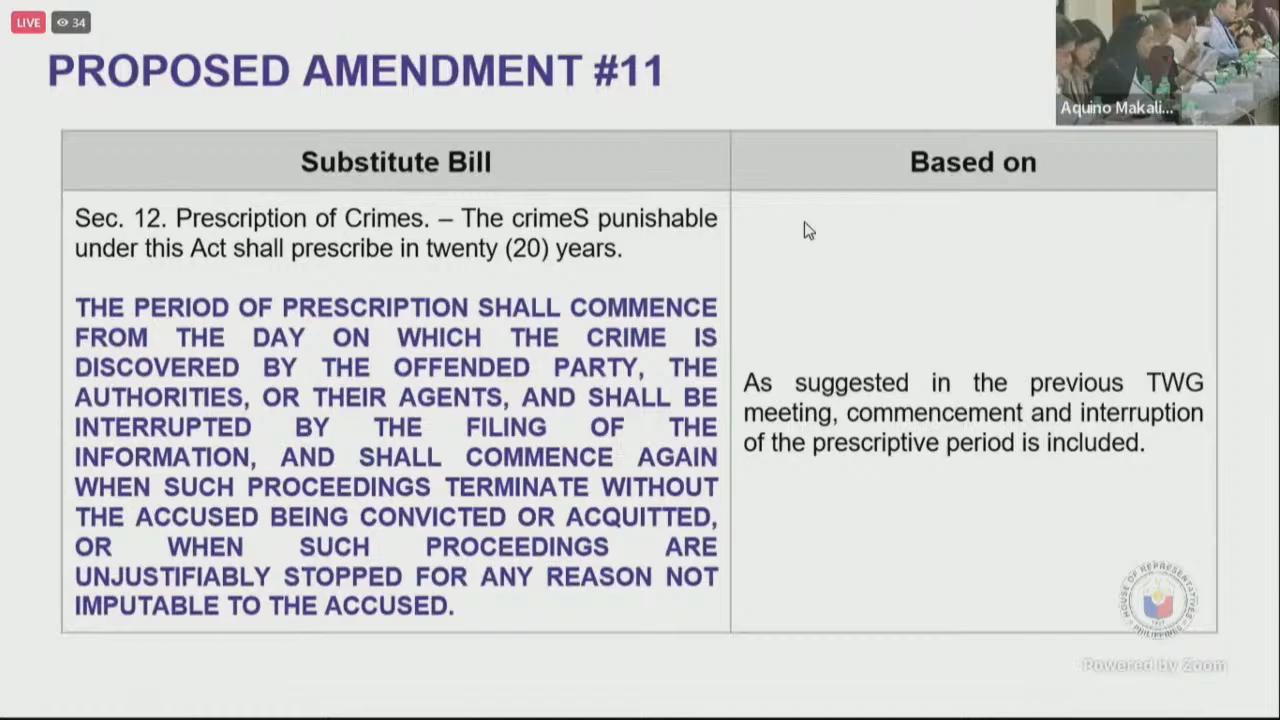 LIVE 34
PROPOSED AMENDMENT #11
Aquino Makali...
Substitute Bill
Based on
Sec. 12. Prescription of Crimes. – The crimeS punishable
under this Act shall prescribe in twenty (20) years.
THE PERIOD OF PRESCRIPTION SHALL COMMENCE
FROM THE DAY ON WHICH THE CRIME IS
DISCOVERED BY THE OFFENDED PARTY, THE
AUTHORITIES, OR THEIR AGENTS, AND SHALL BE
INTERRUPTED BY THE FILING OF THE
INFORMATION, AND SHALL COMMENCE AGAIN
WHEN SUCH PROCEEDINGS TERMINATE WITHOUT
THE ACCUSED BEING CONVICTED OR ACQUITTED,
OR WHEN SUCH PROCEEDINGS ARE
UNJUSTIFIABLY STOPPED FOR ANY REASON NOT
IMPUTABLE TO THE ACCUSED.
As suggested in the previous TWG
meeting, commencement and interruption
of the prescriptive period is included.
HOUSE OF REPRESENTATIVES
PHILIPPINES
Powered by Zoom